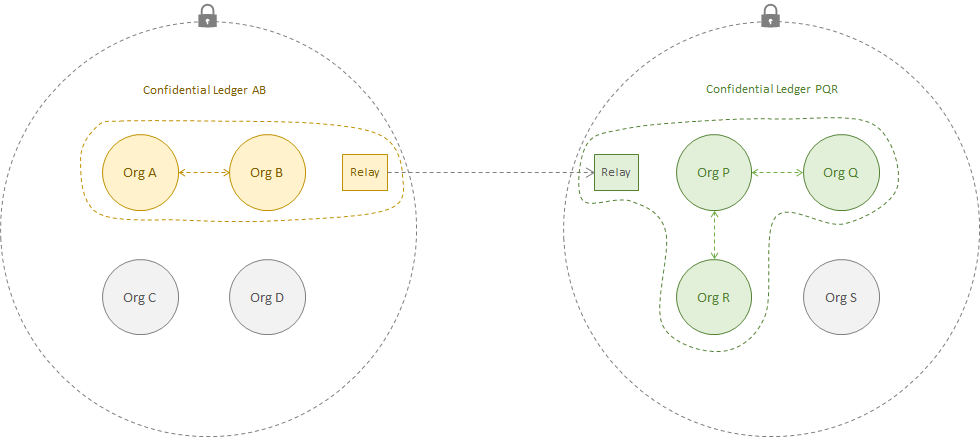 Confidential Ledger AB
Org A
Org B
Relay
Org C
Org D
Confidential Ledger PQR
Relay
Org P
Org Q
Org R
Org S